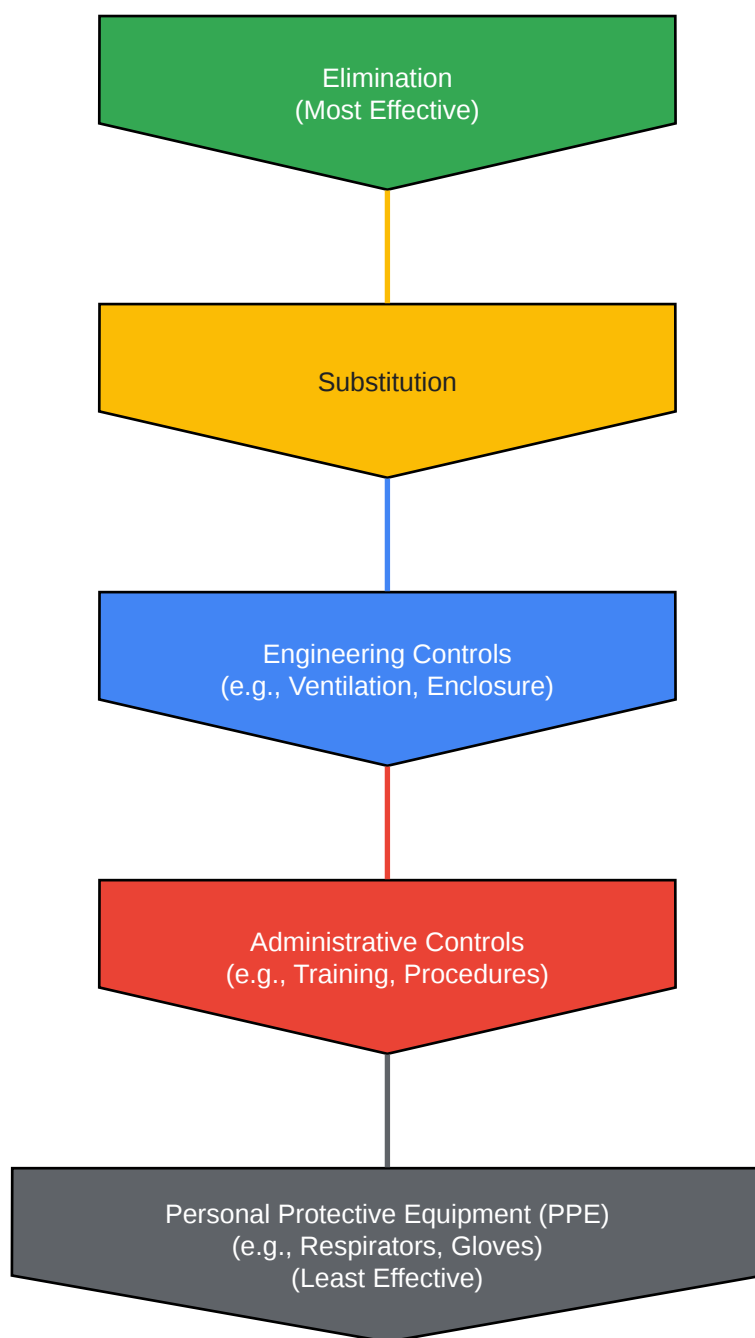 Elimination
(Most Effective)
Substitution
Engineering Controls
(e.g., Ventilation, Enclosure)
Administrative Controls
(e.g., Training, Procedures)
Personal Protective Equipment (PPE)
(e.g., Respirators, Gloves)
(Least Effective)